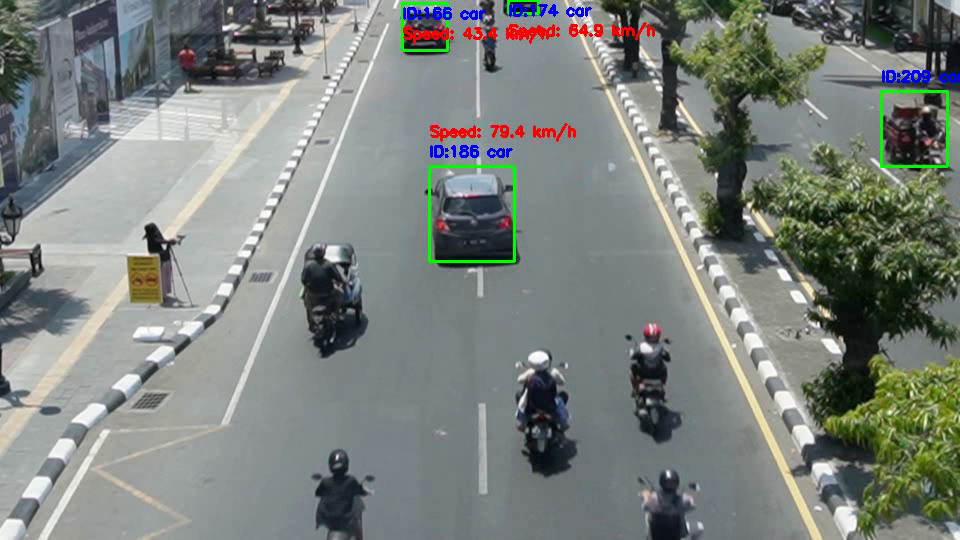 ID:166 car
ID:174 car
Speed: 43.4 km/h
Speed: 64.9 km/h
ID:209 car
Speed: 79.4 km/h
ID:186 car